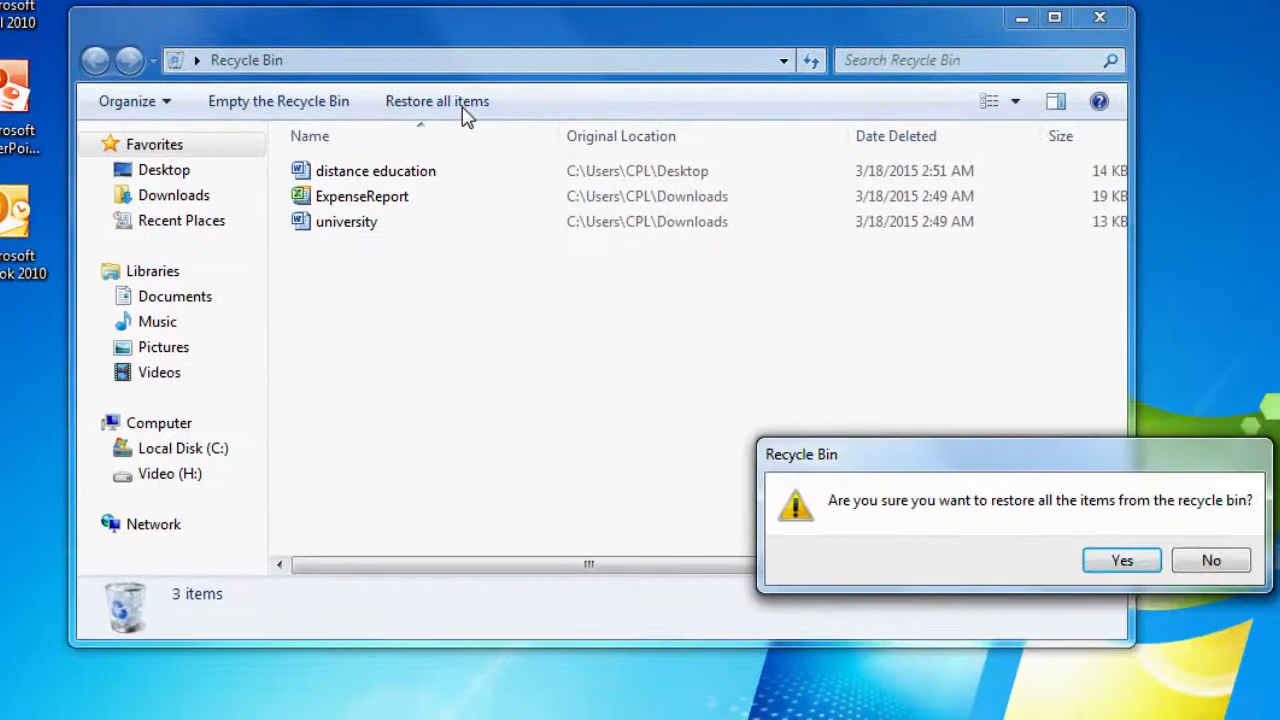 osoft
l 2010
osoft
erPoi...
rosoft
ok 2010
Recycle Bin
Search Recycle Bin
Organize
Empty the Recycle Bin
Restore all items
Name
Original Location
Date Deleted
Size
Favorites
Desktop
Downloads
Recent Places
Libraries
Documents
Music
Pictures
Videos
Computer
Local Disk (C:)
Video (H:)
Network
distance education
C:\Users\CPL\Desktop
3/18/2015 2:51 AM
14 KB
ExpenseReport
C:\Users\CPL\Downloads
3/18/2015 2:49 AM
19 KB
university
C:\Users\CPL\Downloads
3/18/2015 2:49 AM
13 KB
3 items
Recycle Bin
Are you sure you want to restore all the items from the recycle bin?
Yes
No